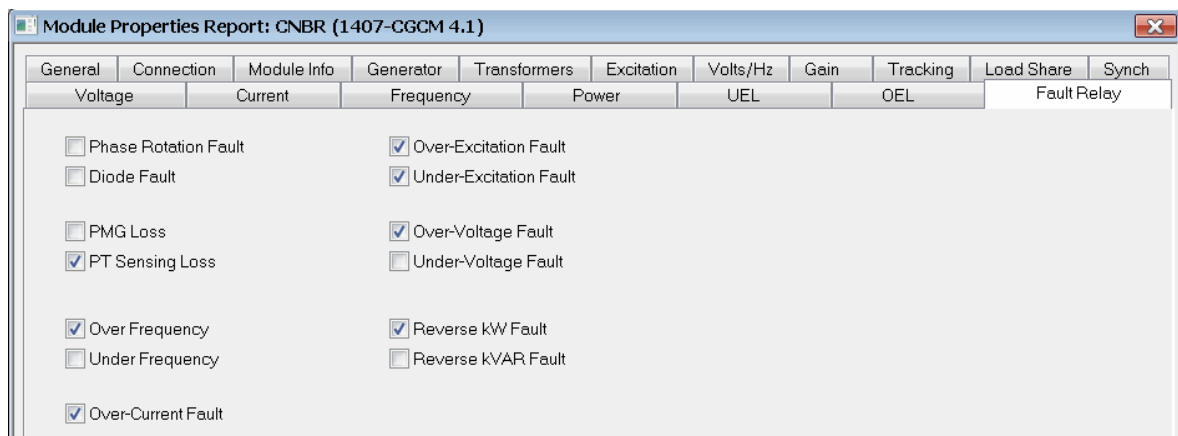 Module Properties Report: CNBR (1407-CGCM 4.1)
General Connection Module Info Generator Transformers Excitation Volts/Hz Gain Tracking Load Share Synch
Voltage Current Frequency Power UEL OEL Fault Relay
Phase Rotation Fault Over-Excitation Fault
Diode Fault Under-Excitation Fault
PMG Loss Over-Voltage Fault
PT Sensing Loss Under-Voltage Fault
Over Frequency Reverse kW Fault
Under Frequency Reverse kVAR Fault
Over-Current Fault